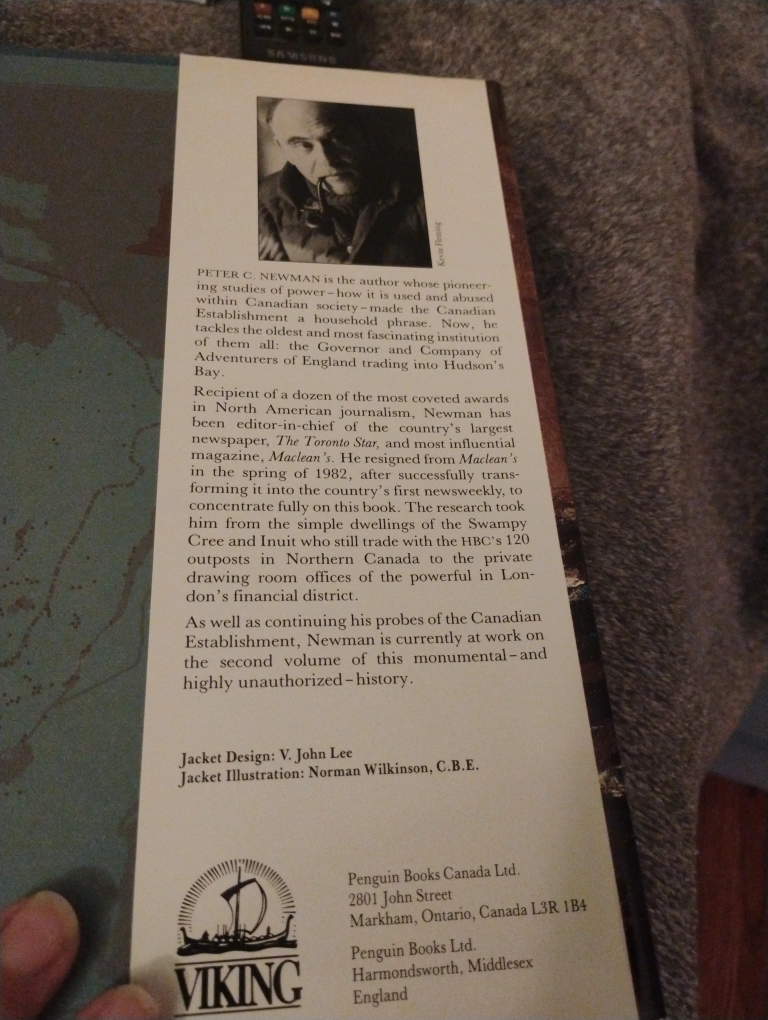 SAMSUNG
Kevin Fleming
PETER C. NEWMAN is the author whose pioneer-
ing studies of power–how it is used and abused
within Canadian society–made the Canadian
Establishment a household phrase. Now, he
tackles the oldest and most fascinating institution
of them all: the Governor and Company of
Adventurers of England trading into Hudson's
Bay.
Recipient of a dozen of the most coveted awards
in North American journalism, Newman has
been editor-in-chief of the country's largest
newspaper, The Toronto Star, and most influential
magazine, Maclean's. He resigned from Maclean's
in the spring of 1982, after successfully trans-
forming it into the country's first newsweekly, to
concentrate fully on this book. The research took
him from the simple dwellings of the Swampy
Cree and Inuit who still trade with the HBC's 120
outposts in Northern Canada to the private
drawing room offices of the powerful in Lon-
don's financial district.
As well as continuing his probes of the Canadian
Establishment, Newman is currently at work on
the second volume of this monumental–and
highly unauthorized–history.
Jacket Design: V. John Lee
Jacket Illustration: Norman Wilkinson, C.B.E.
VIKING
Penguin Books Canada Ltd.
2801 John Street
Markham, Ontario, Canada L3R 1B4
Penguin Books Ltd.
Harmondsworth, Middlesex
England